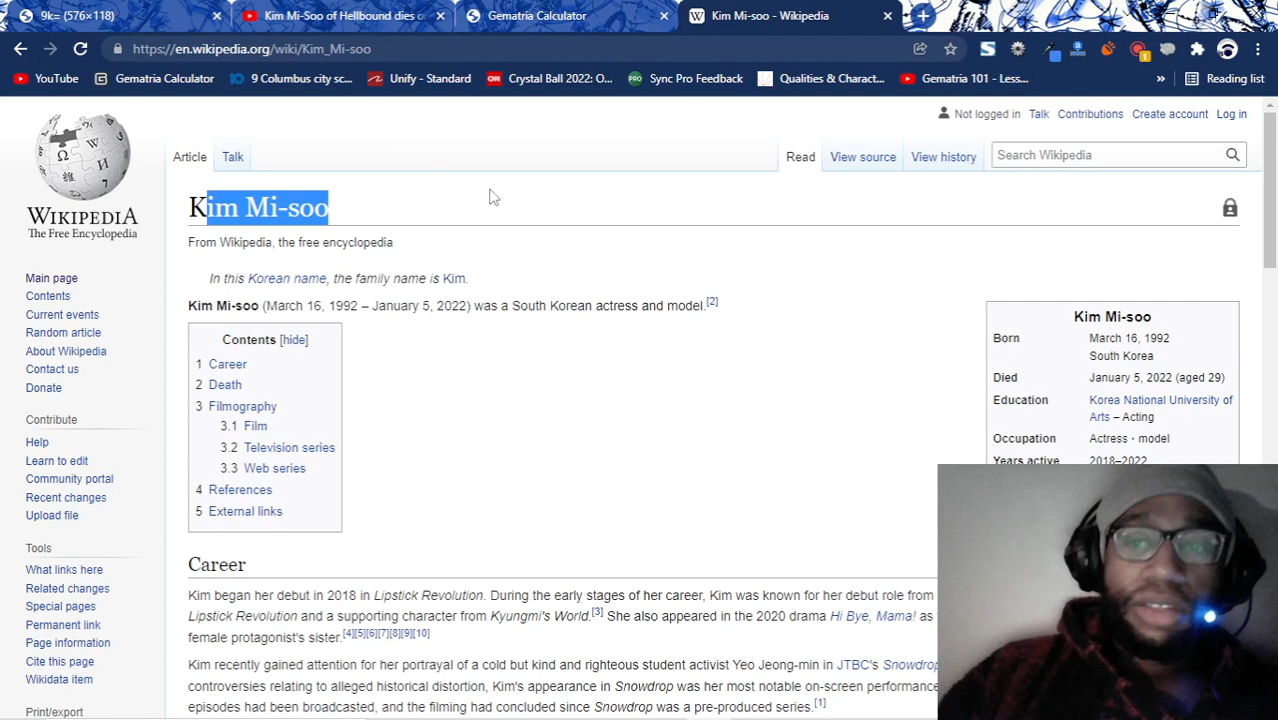 9k= (576×118)
Kim Mi-Soo of Hellbound dies o
Gematria Calculator
Kim Mi-soo - Wikipedia
https://en.wikipedia.org/wiki/Kim_Mi-soo
YouTube
Gematria Calculator
9 Columbus city sc...
Unify - Standard
Crystal Ball 2022: O...
Sync Pro Feedback
Qualities & Charact...
Gematria 101 - Less...
»
Reading list
Not logged in Talk Contributions Create account Log in
Article Talk
Read View source View history
Search Wikipedia
WIKIPEDIA
The Free Encyclopedia
Kim Mi-soo
From Wikipedia, the free encyclopedia
In this Korean name, the family name is Kim.
Kim Mi-soo (March 16, 1992 – January 5, 2022) was a South Korean actress and model.[2]
Contents [hide]
1 Career
2 Death
3 Filmography
3.1 Film
3.2 Television series
3.3 Web series
4 References
5 External links
Kim Mi-soo
Born March 16, 1992
South Korea
Died January 5, 2022 (aged 29)
Education Korea National University of
Arts – Acting
Occupation Actress · model
Years active 2018–2022
Main page
Contents
Current events
Random article
About Wikipedia
Contact us
Donate
Contribute
Help
Learn to edit
Community portal
Recent changes
Upload file
Tools
What links here
Related changes
Special pages
Permanent link
Page information
Cite this page
Wikidata item
Print/export
Career
Kim began her debut in 2018 in Lipstick Revolution. During the early stages of her career, Kim was known for her debut role from
Lipstick Revolution and a supporting character from Kyungmi's World.[3] She also appeared in the 2020 drama Hi Bye, Mama! as
female protagonist's sister.[4][5][6][7][8][9][10]
Kim recently gained attention for her portrayal of a cold but kind and righteous student activist Yeo Jeong-min in JTBC's Snowdrop
controversies relating to alleged historical distortion, Kim's appearance in Snowdrop was her most notable on-screen performance
episodes had been broadcasted, and the filming had concluded since Snowdrop was a pre-produced series.[1]